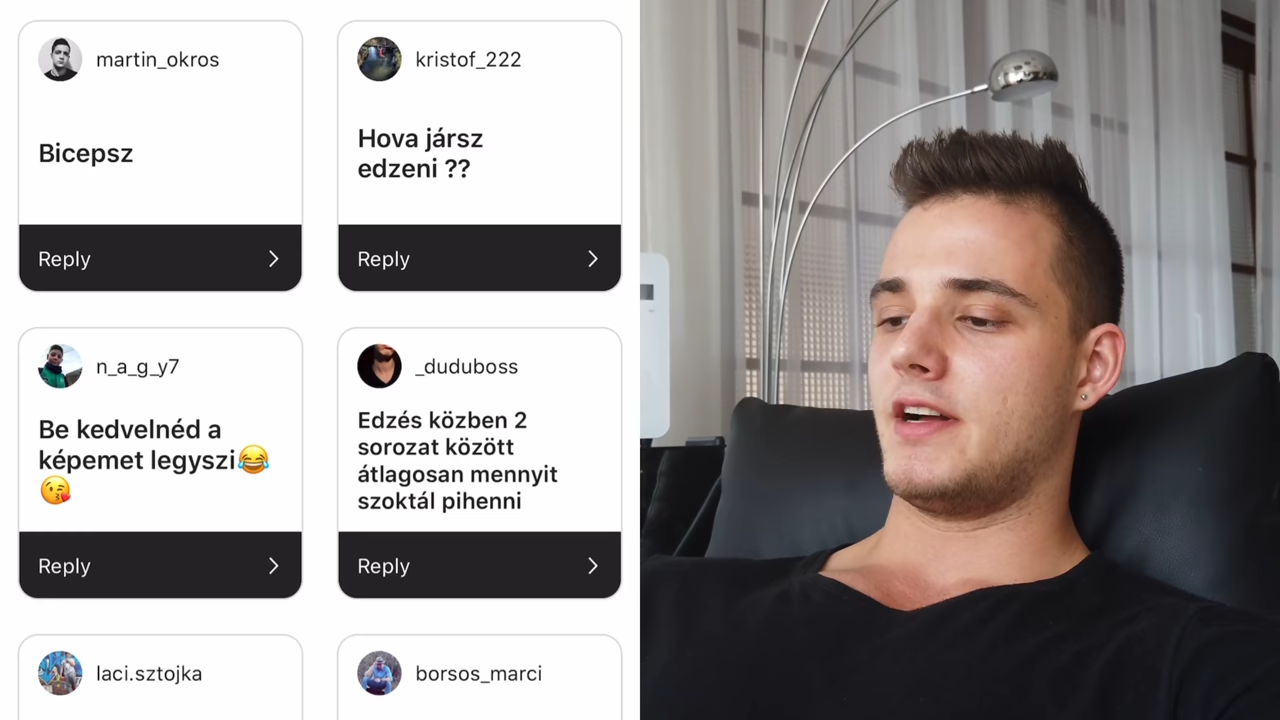 martin_okros
kristof_222
Bicepsz
Hova jársz
edzeni ??
Reply
Reply
n_a_g_y7
_duduboss
Be kedvelnéd a
képemet legyszi😂
😘
Edzés közben 2
sorozat között
átlagosan mennyit
szoktál pihenni
Reply
Reply
laci.sztojka
borsos_marci